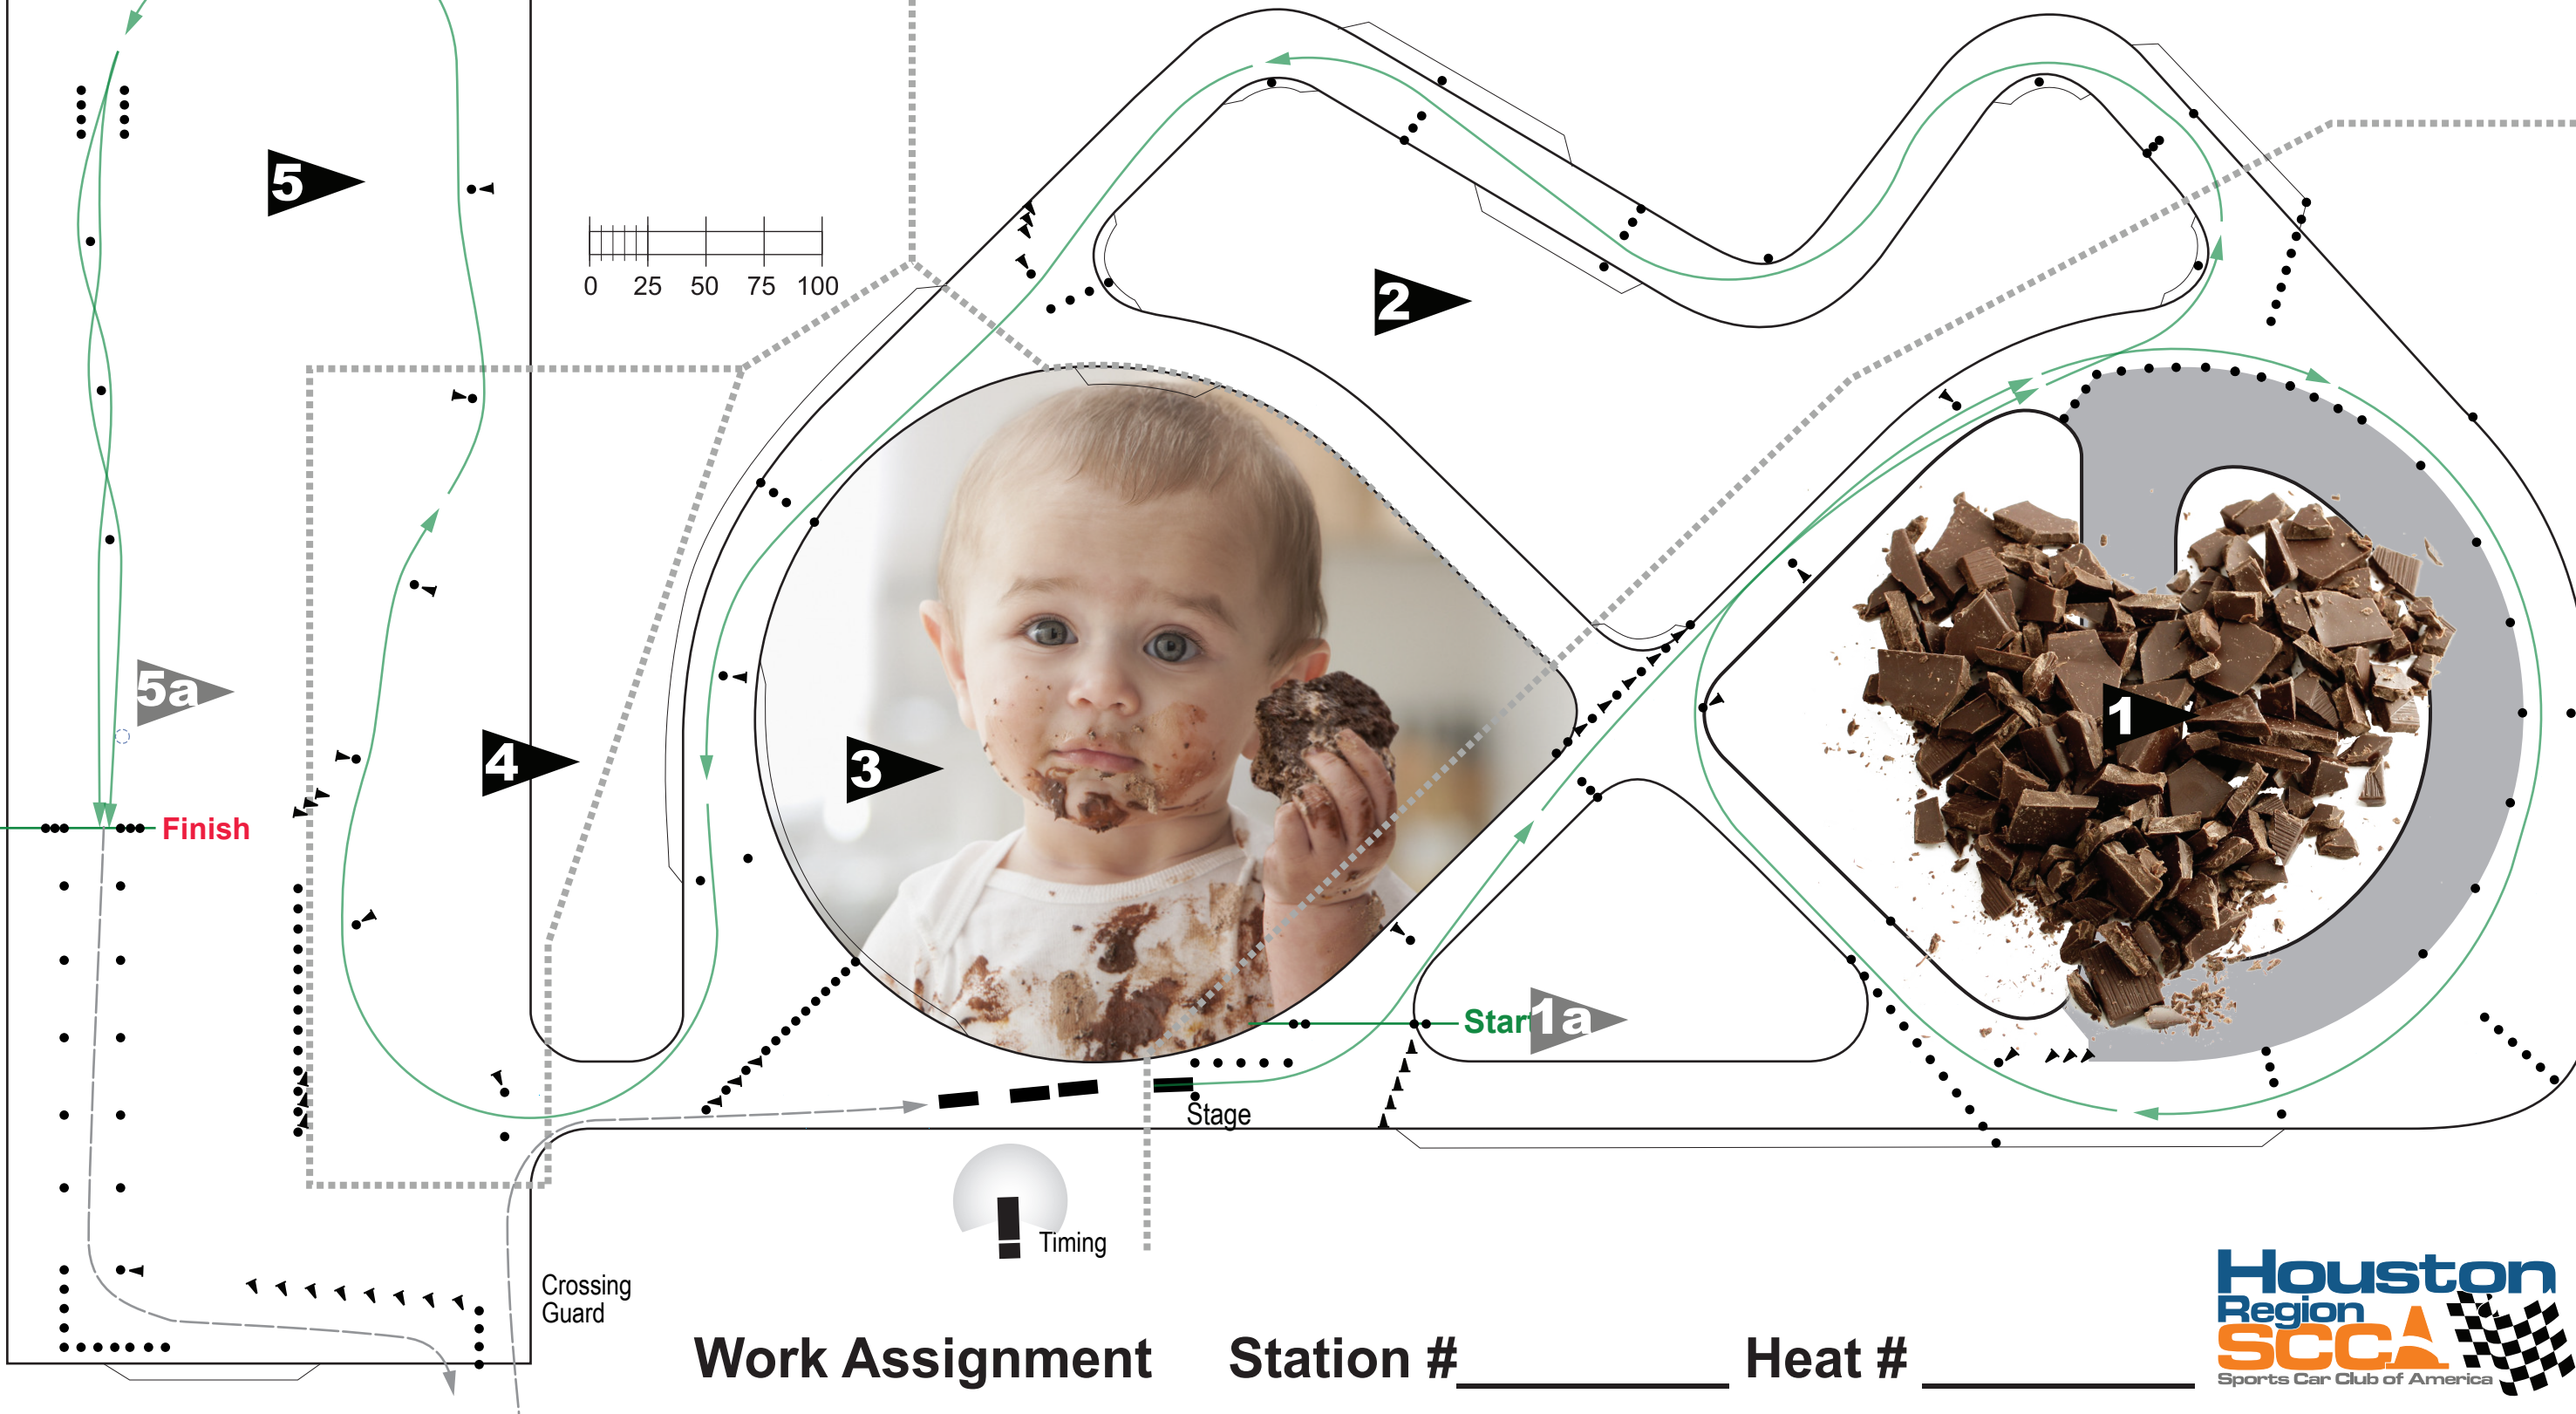 5
0 25 50 75 100
2
5a
4
3
1
Finish
Start
1a
Stage
Timing
Crossing
Guard
Work Assignment Station # Heat #
Houston
Region
SCCA
Sports Car Club of America